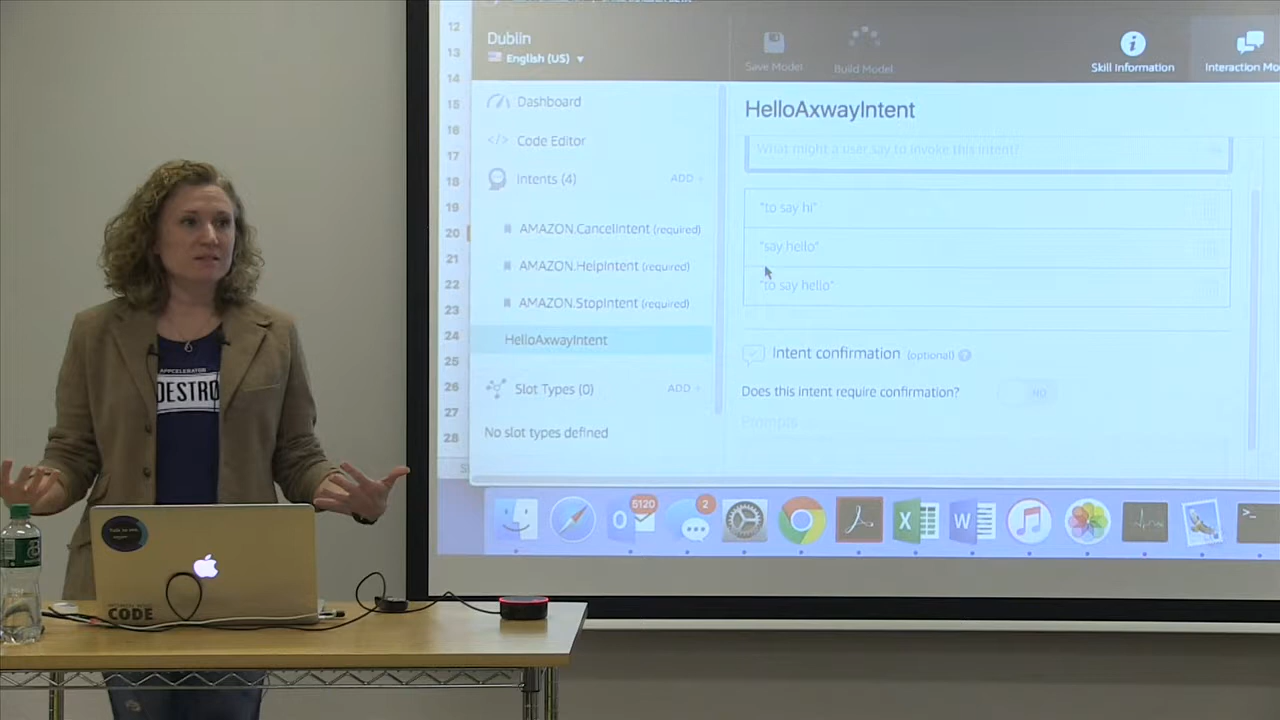 12
13
14
15
16
17
18
19
20
21
22
23
24
25
26
27
28
Dublin
English (US)
Save Model
Build Model
Skill Information
Dashboard
Code Editor
Intents (4)
ADD
AMAZON.CancelIntent (required)
AMAZON.HelpIntent (required)
AMAZON.StopIntent (required)
HelloAxwayIntent
Slot Types (0)
ADD
No slot types defined
HelloAxwayIntent
What might a user say to invoke this intent?
"to say hi"
"say hello"
"to say hello"
Intent confirmation (optional) ?
Does this intent require confirmation?
NO
Prompts
5120
2
APPCELERATOR
DESTRO
CODE